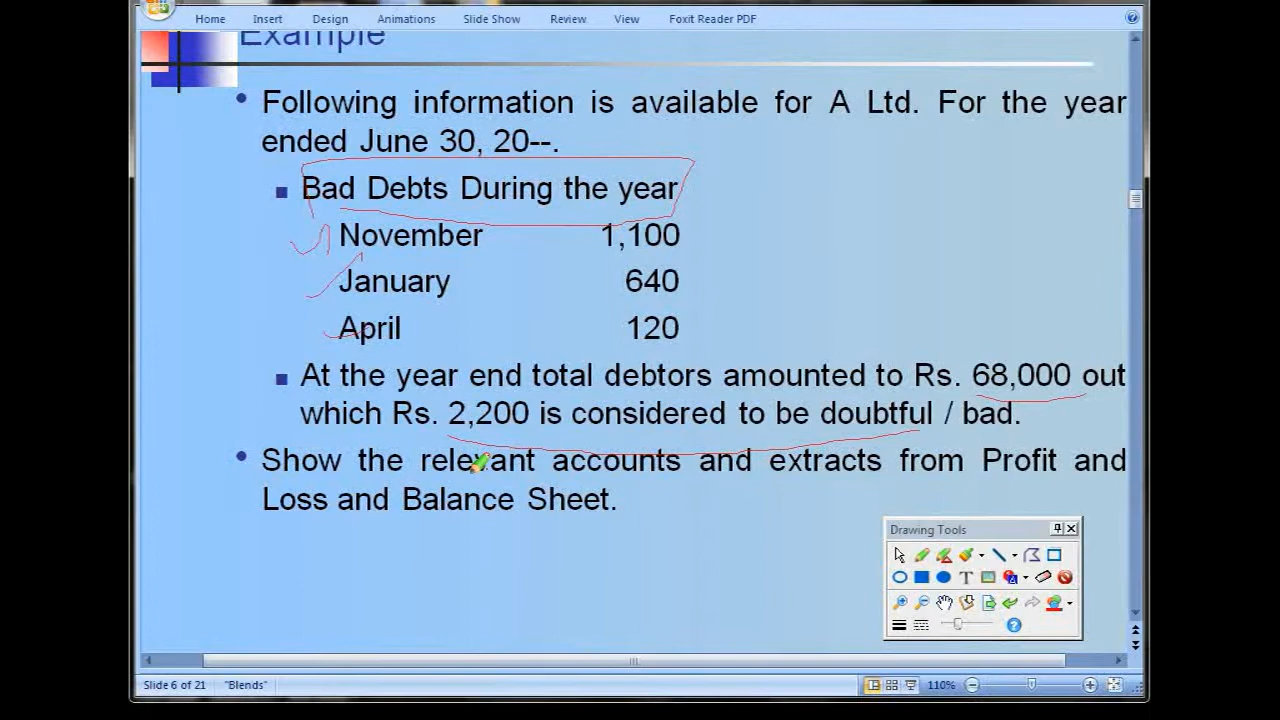 Home Insert Design Animations Slide Show Review View Foxit Reader PDF
Example
• Following information is available for A Ltd. For the year
ended June 30, 20--.
■ Bad Debts During the year
November 1,100
January 640
April 120
■ At the year end total debtors amounted to Rs. 68,000 out
which Rs. 2,200 is considered to be doubtful / bad.
• Show the relevant accounts and extracts from Profit and
Loss and Balance Sheet.
Drawing Tools
Slide 6 of 21 "Blends" 110%